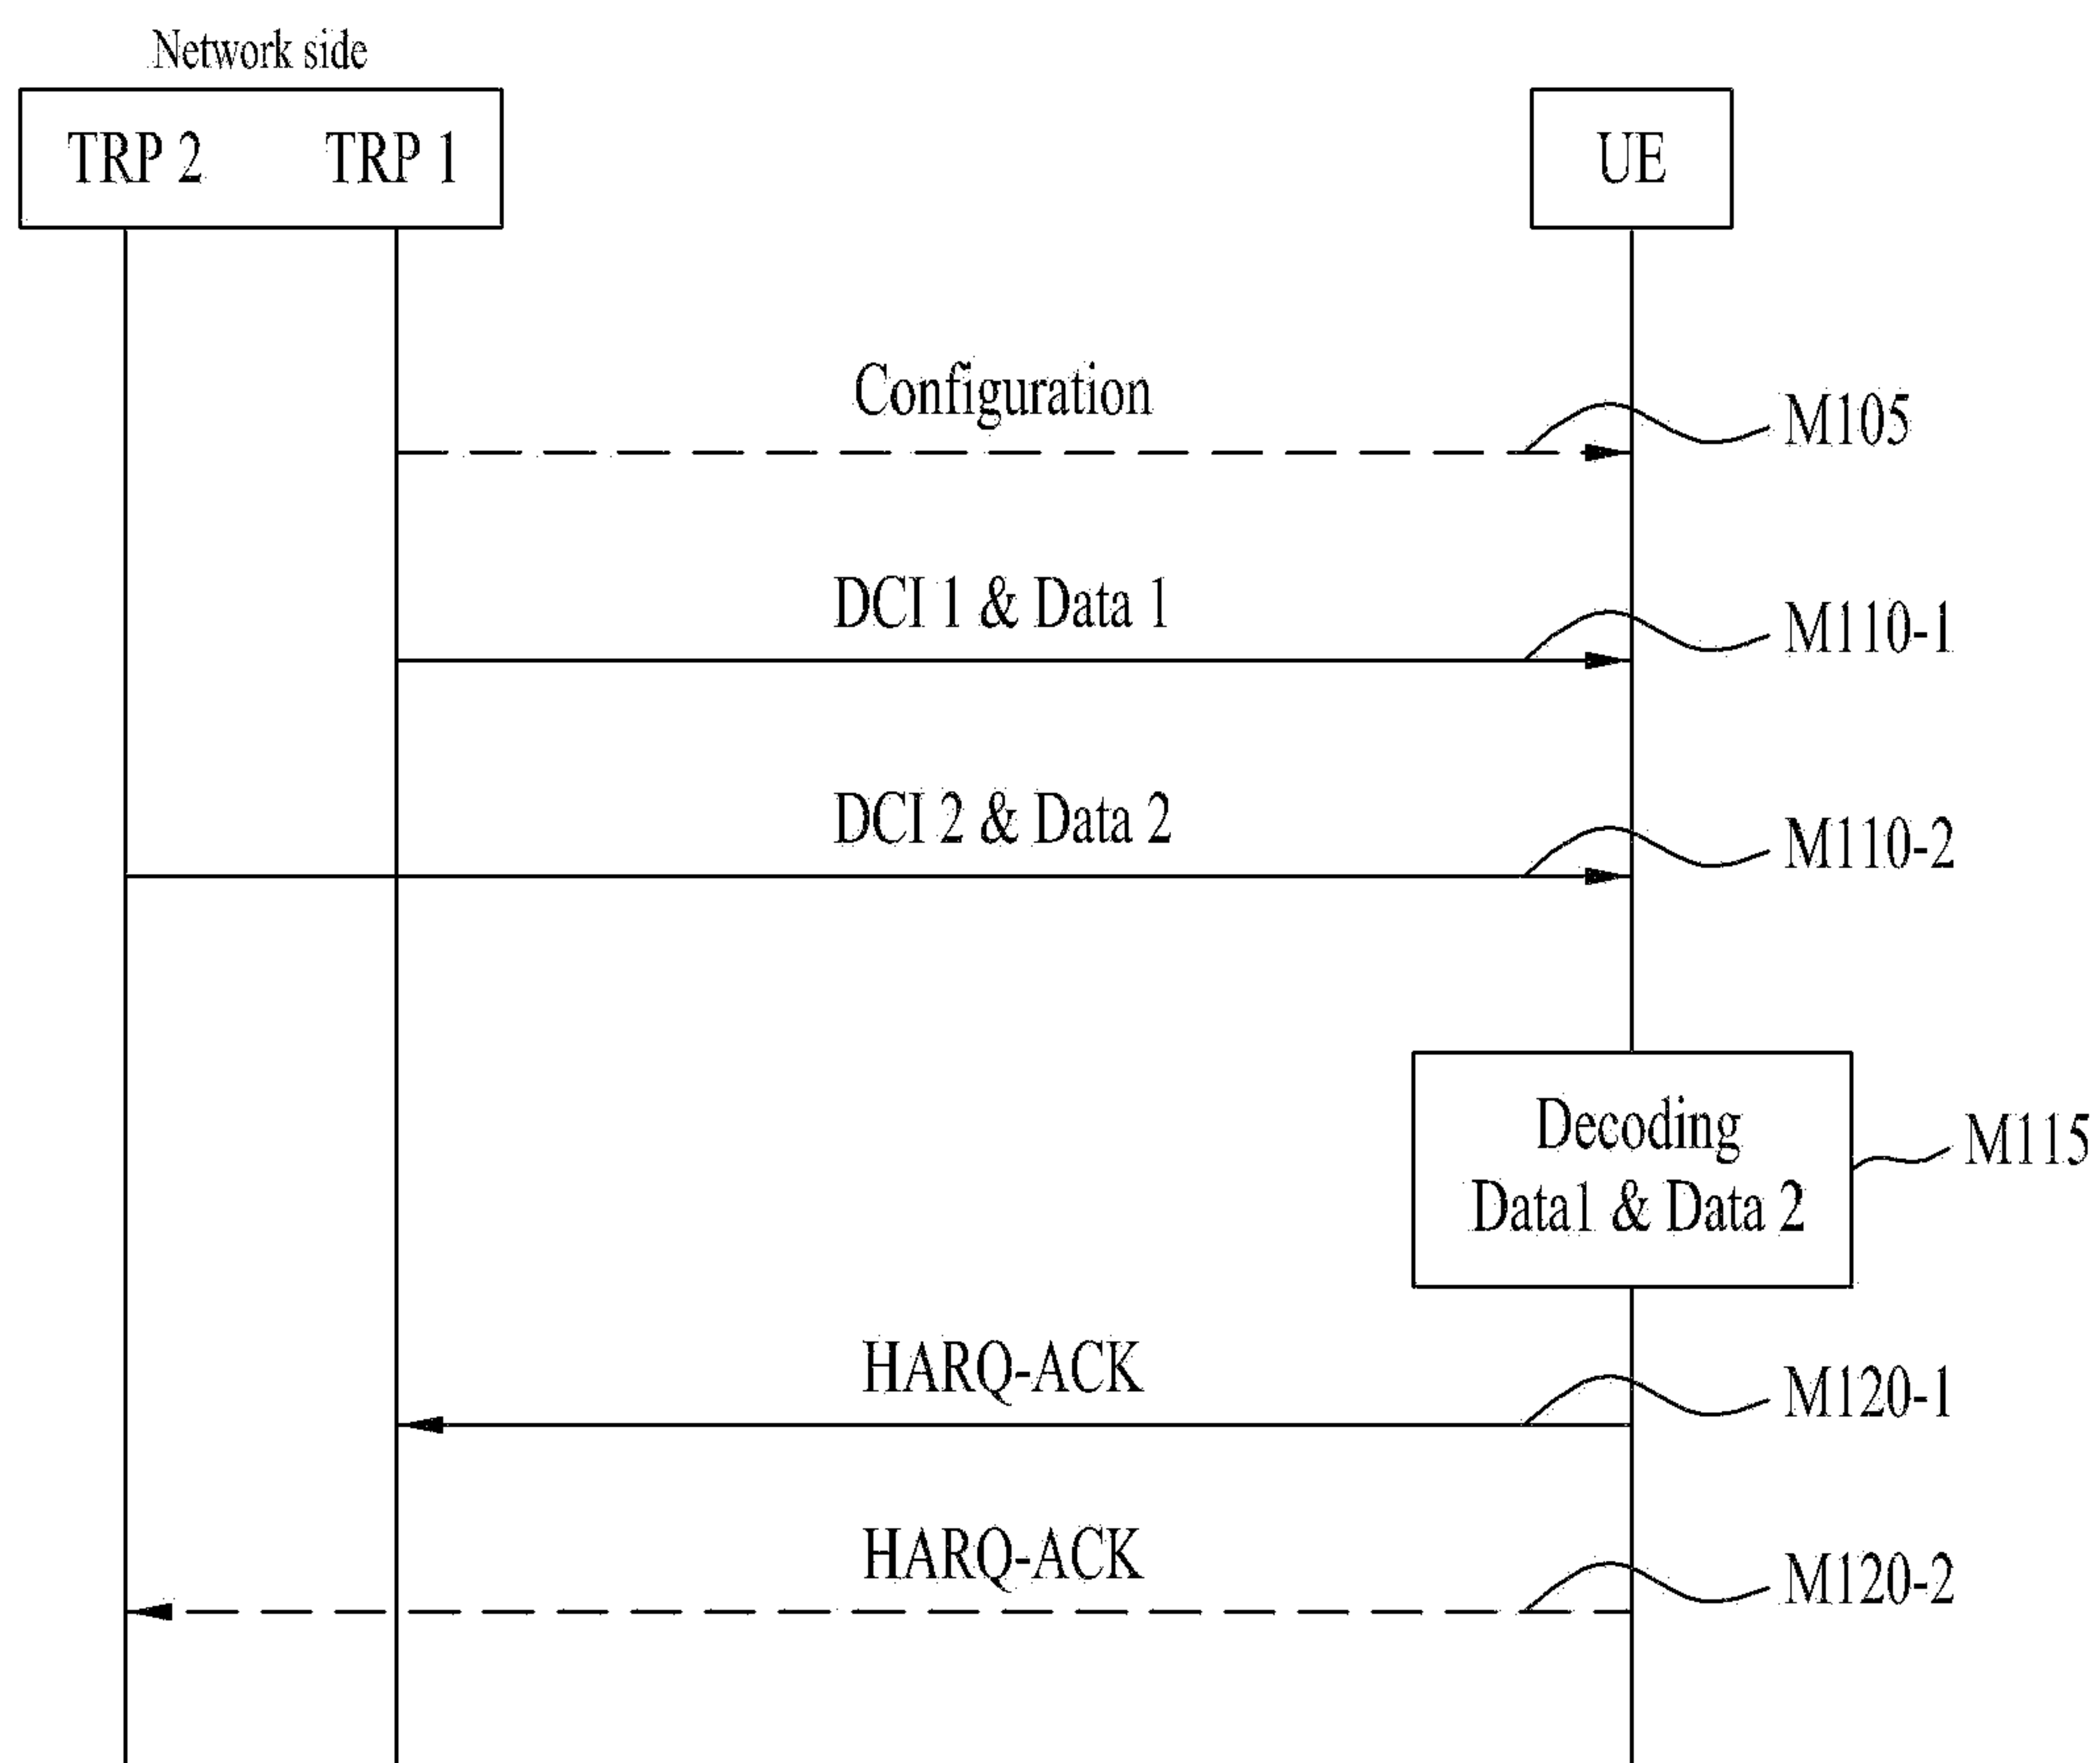 Network side
TRP 2
TRP 1
UE
Configuration
M105
DCI 1 & Data 1
M110-1
DCI 2 & Data 2
M110-2
Decoding
Data1 & Data 2
M115
HARQ-ACK
M120-1
HARQ-ACK
M120-2